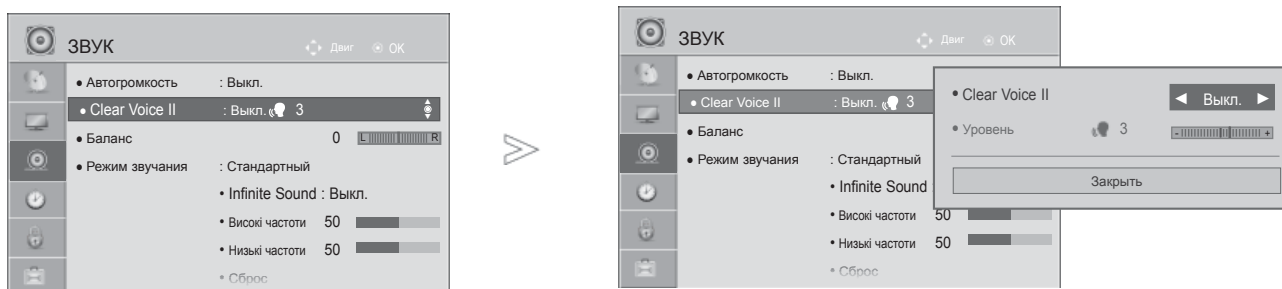 ЗВУК Двиг OK
• Автогромкость : Выкл.
• Clear Voice II : Выкл. 3
• Баланс 0 L R
• Режим звучания : Стандартный
• Infinite Sound : Выкл.
• Високі частоти 50
• Низькі частоти 50
• Сброс
ЗВУК Двиг OK
• Автогромкость : Выкл.
• Clear Voice II : Выкл. 3
• Баланс
• Режим звучания : Стандартный
• Infinite Sound :
• Високі частоти 50
• Низькі частоти 50
• Сброс
• Clear Voice II ◄ Выкл. ►
• Уровень 3 - +
Закрыть